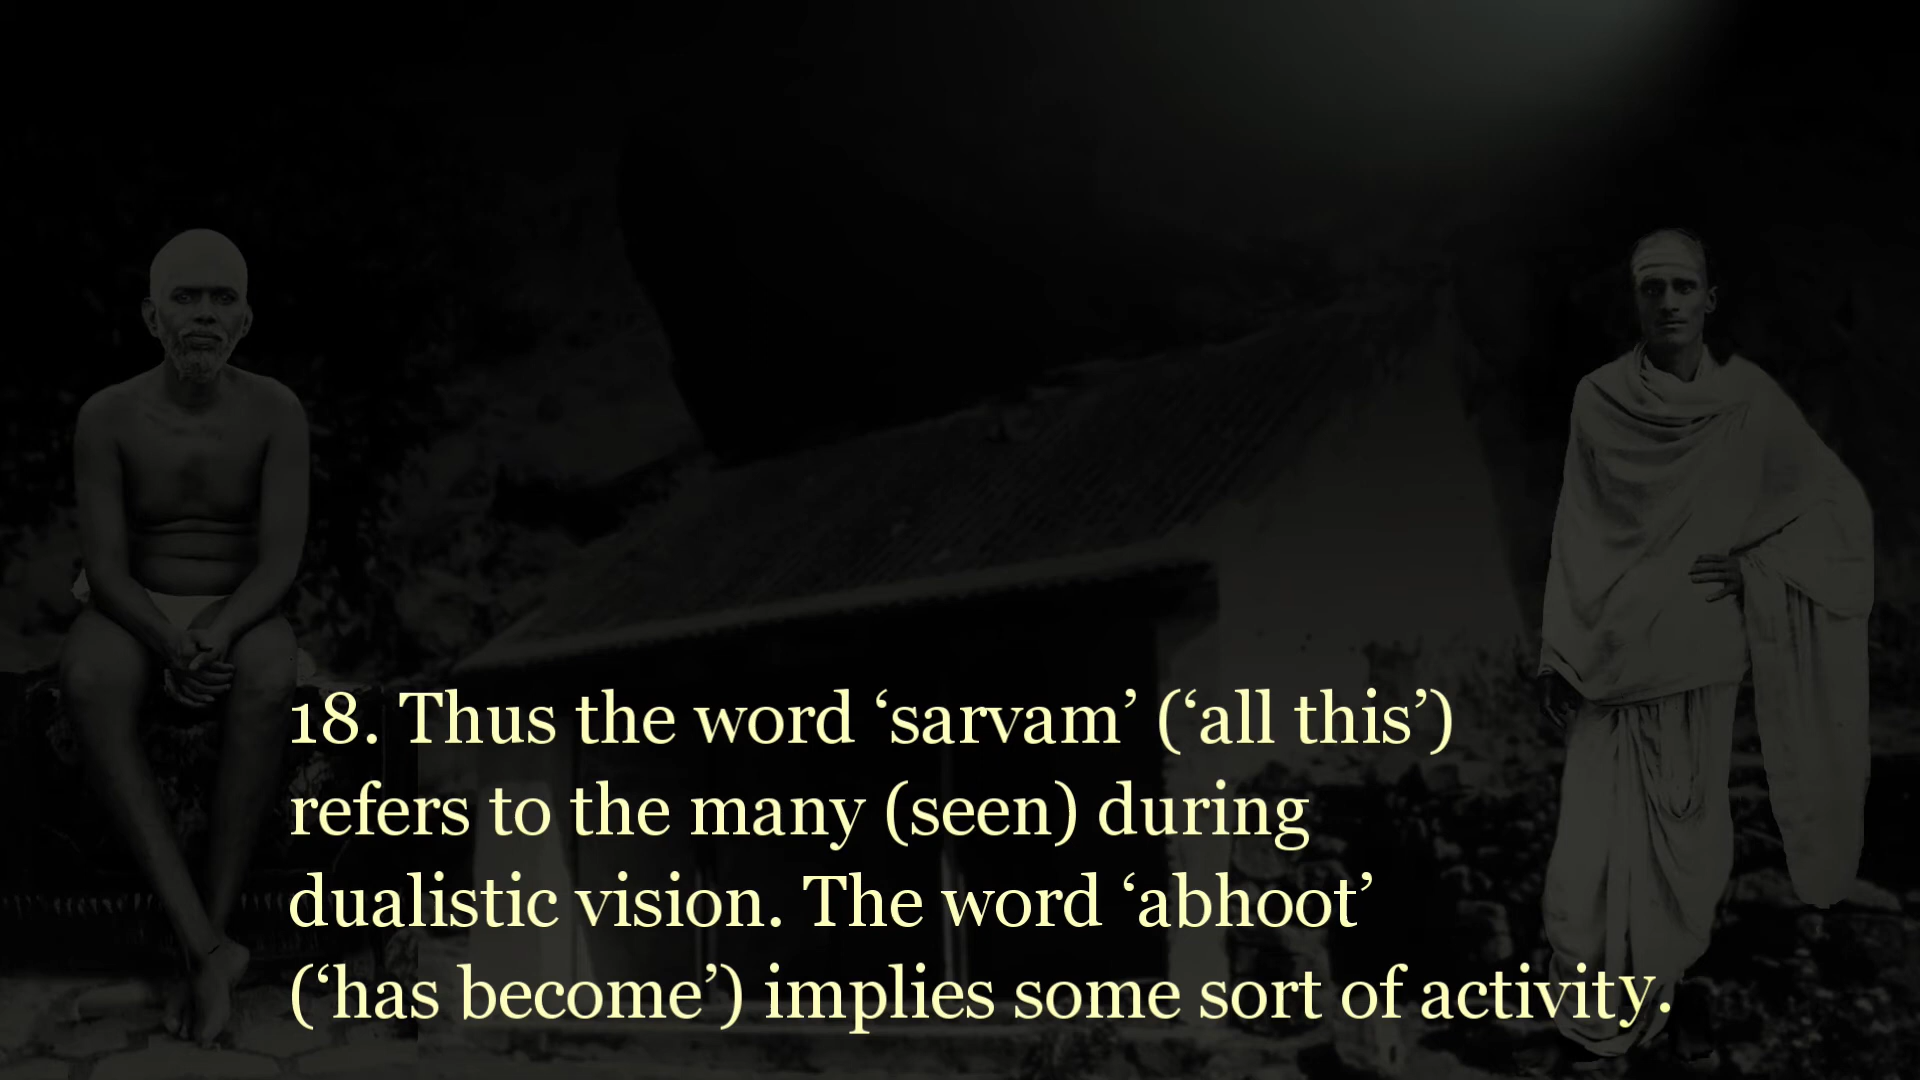 18. Thus the word ‘sarvam’ (‘all this’)
refers to the many (seen) during
dualistic vision. The word ‘abhoot’
(‘has become’) implies some sort of activity.